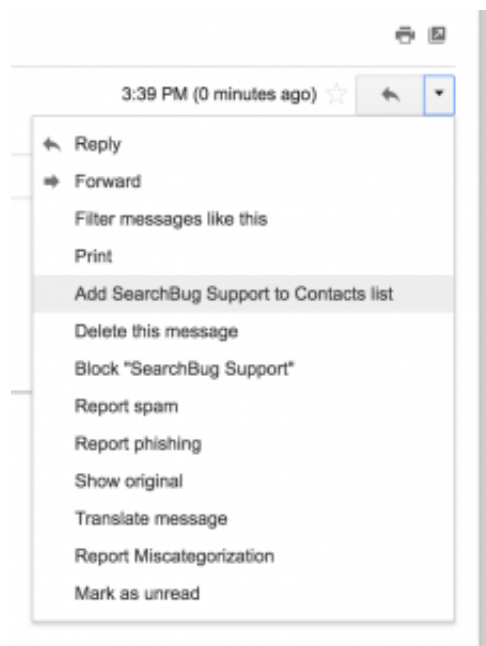 3:39 PM (0 minutes ago)
Reply
Forward
Filter messages like this
Print
Add SearchBug Support to Contacts list
Delete this message
Block "SearchBug Support"
Report spam
Report phishing
Show original
Translate message
Report Miscategorization
Mark as unread